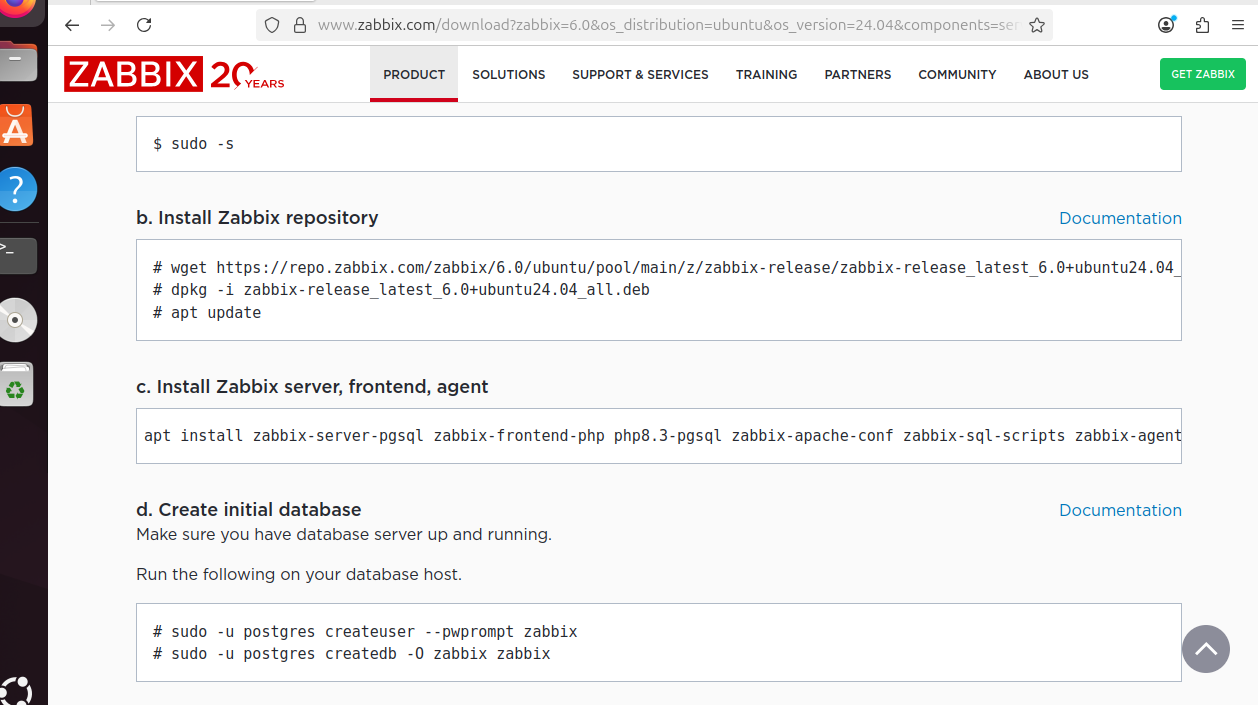 www.zabbix.com/download?zabbix=6.0&os_distribution=ubuntu&os_version=24.04&components=ser
ZABBIX 20 YEARS
PRODUCT SOLUTIONS SUPPORT & SERVICES TRAINING PARTNERS COMMUNITY ABOUT US GET ZABBIX
$ sudo -s
b. Install Zabbix repository Documentation
# wget https://repo.zabbix.com/zabbix/6.0/ubuntu/pool/main/z/zabbix-release/zabbix-release_latest_6.0+ubuntu24.04_
# dpkg -i zabbix-release_latest_6.0+ubuntu24.04_all.deb
# apt update
c. Install Zabbix server, frontend, agent
apt install zabbix-server-pgsql zabbix-frontend-php php8.3-pgsql zabbix-apache-conf zabbix-sql-scripts zabbix-agent
d. Create initial database Documentation
Make sure you have database server up and running.
Run the following on your database host.
# sudo -u postgres createuser --pwprompt zabbix
# sudo -u postgres createdb -O zabbix zabbix